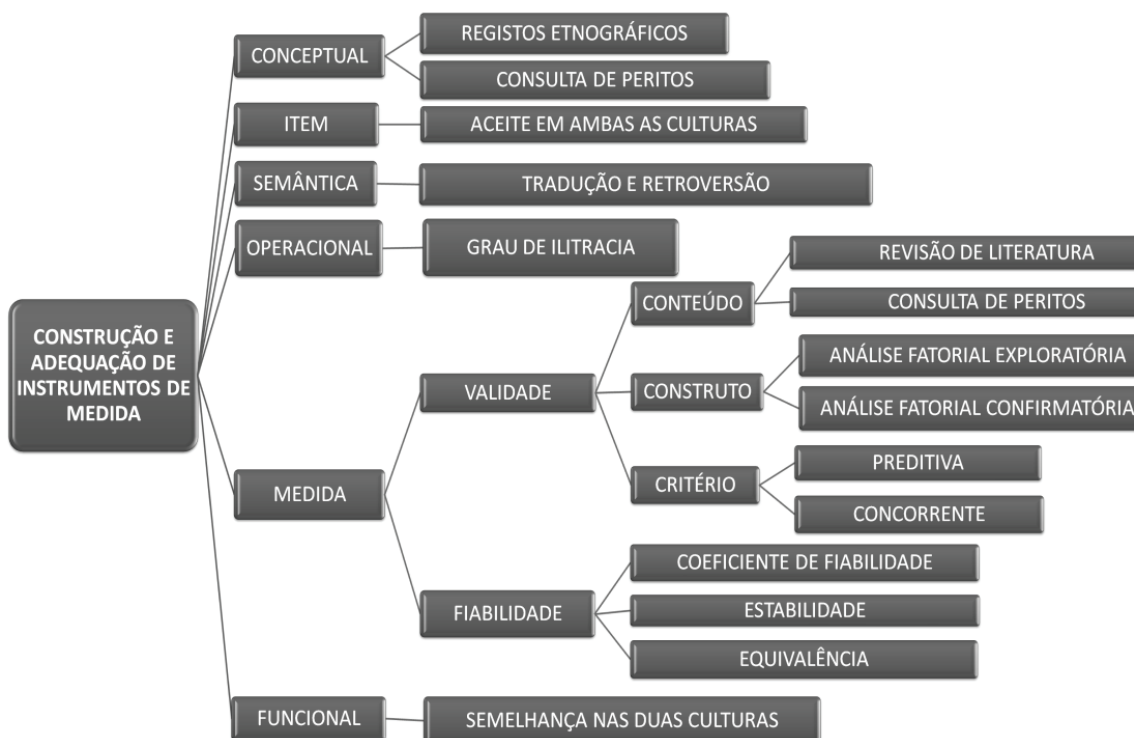 CONSTRUÇÃO E
ADEQUAÇÃO DE
INSTRUMENTOS DE
MEDIDA
CONCEPTUAL
REGISTOS ETNOGRÁFICOS
CONSULTA DE PERITOS
ITEM
ACEITE EM AMBAS AS CULTURAS
SEMÂNTICA
TRADUÇÃO E RETROVERSÃO
OPERACIONAL
GRAU DE ILITRACIA
MEDIDA
VALIDADE
CONTEÚDO
REVISÃO DE LITERATURA
CONSULTA DE PERITOS
CONSTRUTO
ANÁLISE FATORIAL EXPLORATÓRIA
ANÁLISE FATORIAL CONFIRMATÓRIA
CRITÉRIO
PREDITIVA
CONCORRENTE
FIABILIDADE
COEFICIENTE DE FIABILIDADE
ESTABILIDADE
EQUIVALÊNCIA
FUNCIONAL
SEMELHANÇA NAS DUAS CULTURAS